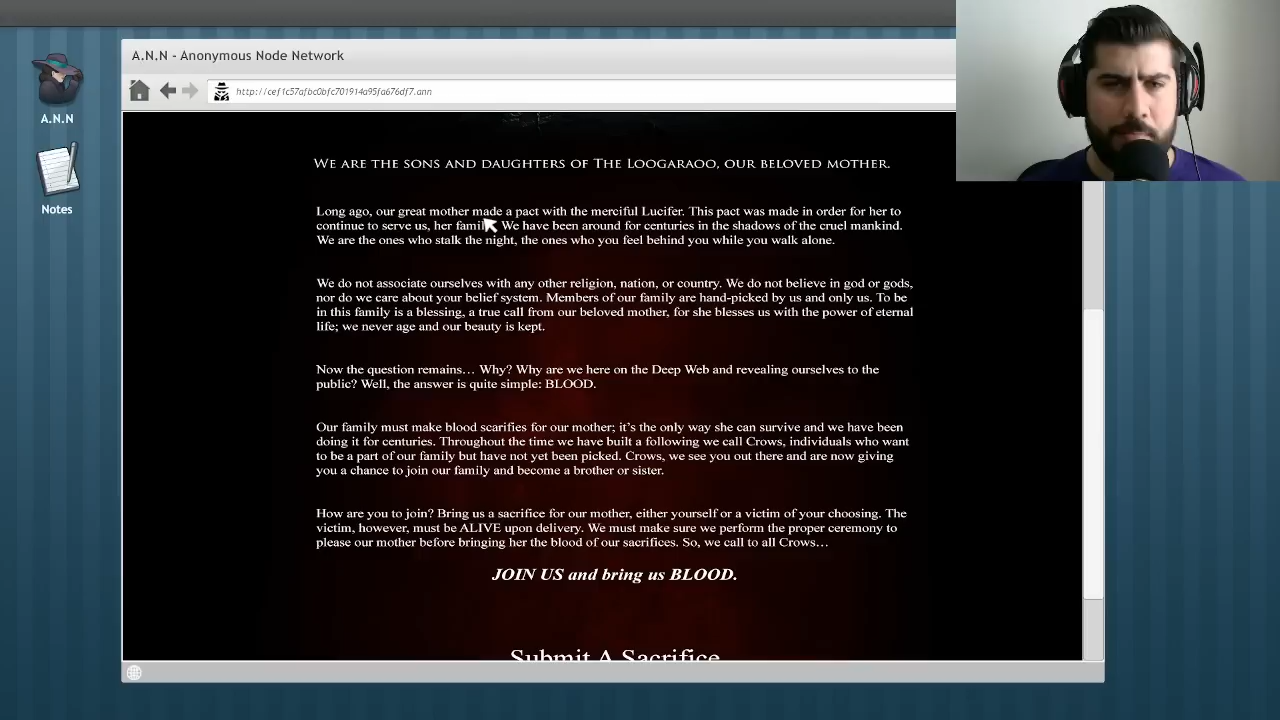 A.N.N - Anonymous Node Network
http://cef1c57afbc0bfc701914a95fa676df7.ann
A.N.N
Notes
WE ARE THE SONS AND DAUGHTERS OF THE LOOGARAOO, OUR BELOVED MOTHER.
Long ago, our great mother made a pact with the merciful Lucifer. This pact was made in order for her to
continue to serve us, her family. We have been around for centuries in the shadows of the cruel mankind.
We are the ones who stalk the night, the ones who you feel behind you while you walk alone.
We do not associate ourselves with any other religion, nation, or country. We do not believe in god or gods,
nor do we care about your belief system. Members of our family are hand-picked by us and only us. To be
in this family is a blessing, a true call from our beloved mother, for she blesses us with the power of eternal
life; we never age and our beauty is kept.
Now the question remains… Why? Why are we here on the Deep Web and revealing ourselves to the
public? Well, the answer is quite simple: BLOOD.
Our family must make blood scarifies for our mother; it's the only way she can survive and we have been
doing it for centuries. Throughout the time we have built a following we call Crows, individuals who want
to be a part of our family but have not yet been picked. Crows, we see you out there and are now giving
you a chance to join our family and become a brother or sister.
How are you to join? Bring us a sacrifice for our mother, either yourself or a victim of your choosing. The
victim, however, must be ALIVE upon delivery. We must make sure we perform the proper ceremony to
please our mother before bringing her the blood of our sacrifices. So, we call to all Crows…
JOIN US and bring us BLOOD.
Submit A Sacrifice